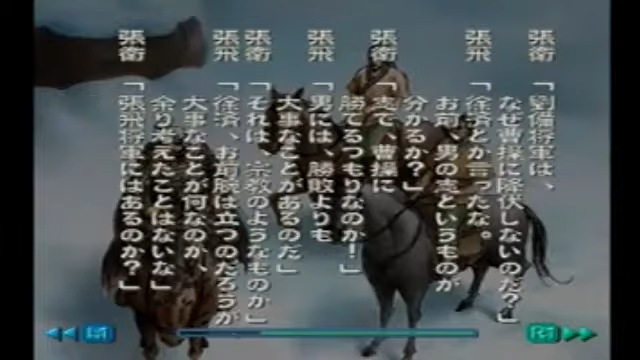 張衛「劉備将軍は、
なぜ曹操に降伏しないのだ?」
張飛「徐済とか言ったな。
お前、男の志というものが
分かるか?」
張衛「志で、曹操に
勝てるつもりなのか!」
張飛「男には、勝敗よりも
大事なことがあるのだ」
張衛「それは、宗教のようなものか」
張飛「徐済、お前腕は立つのだろうが
大事なことが何なのか、
余り考えたことはないな」
張衛「張飛将軍にはあるのか?」
L1
R1